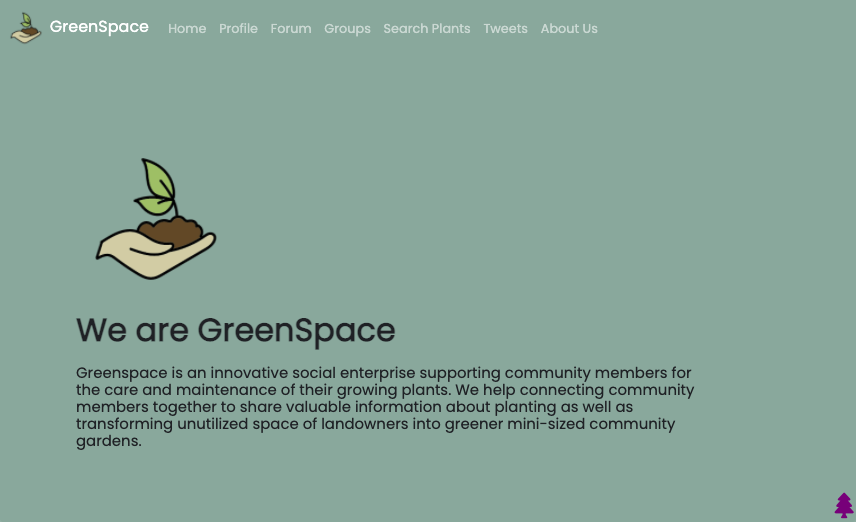 GreenSpace Home Profile Forum Groups Search Plants Tweets About Us
We are GreenSpace
Greenspace is an innovative social enterprise supporting community members for
the care and maintenance of their growing plants. We help connecting community
members together to share valuable information about planting as well as
transforming unutilized space of landowners into greener mini-sized community
gardens.